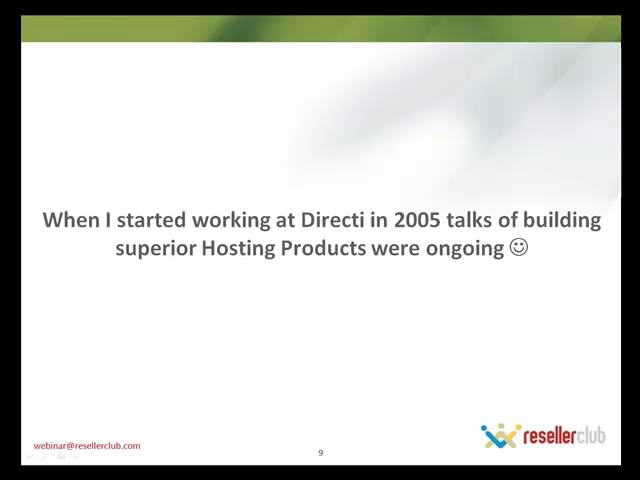 When I started working at Directi in 2005 talks of building
superior Hosting Products were ongoing ☺
webinar@resellerclub.com
9
resellerclub